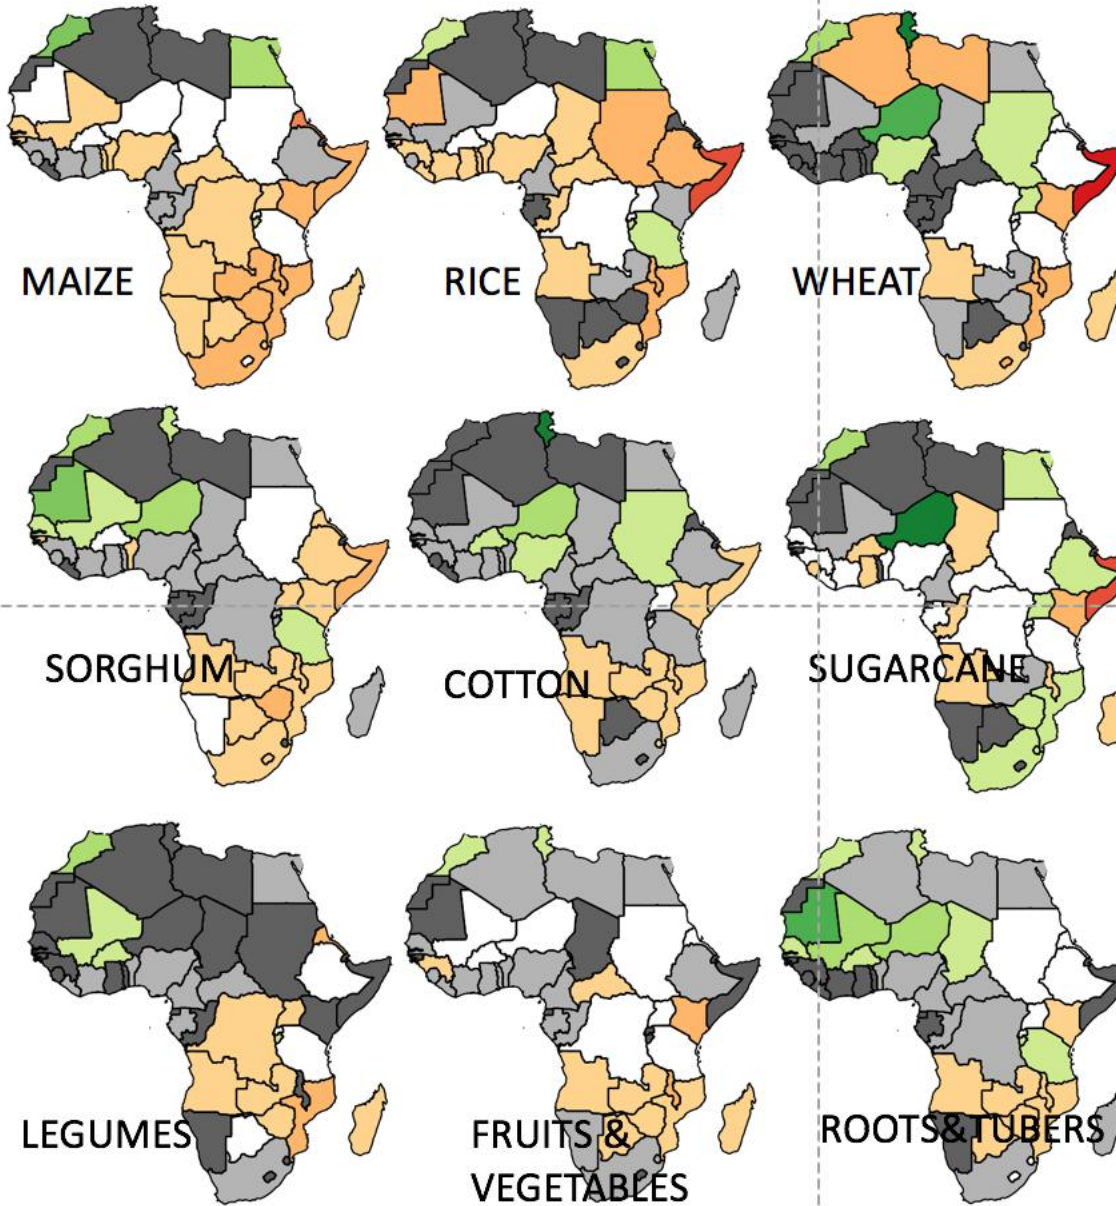 MAIZE
RICE
WHEAT
SORGHUM
COTTON
SUGARCANE
LEGUMES
FRUITS &
VEGETABLES
ROOTS&TUBERS